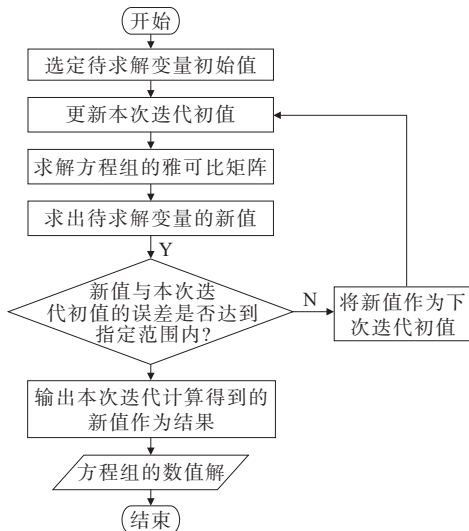 开始
选定待求解变量初始值
更新本次迭代初值
求解方程组的雅可比矩阵
求出待求解变量的新值
Y
新值与本次迭
代初值的误差是否达到
指定范围内?
N
将新值作为下
次迭代初值
输出本次迭代计算得到的
新值作为结果
方程组的数值解
结束